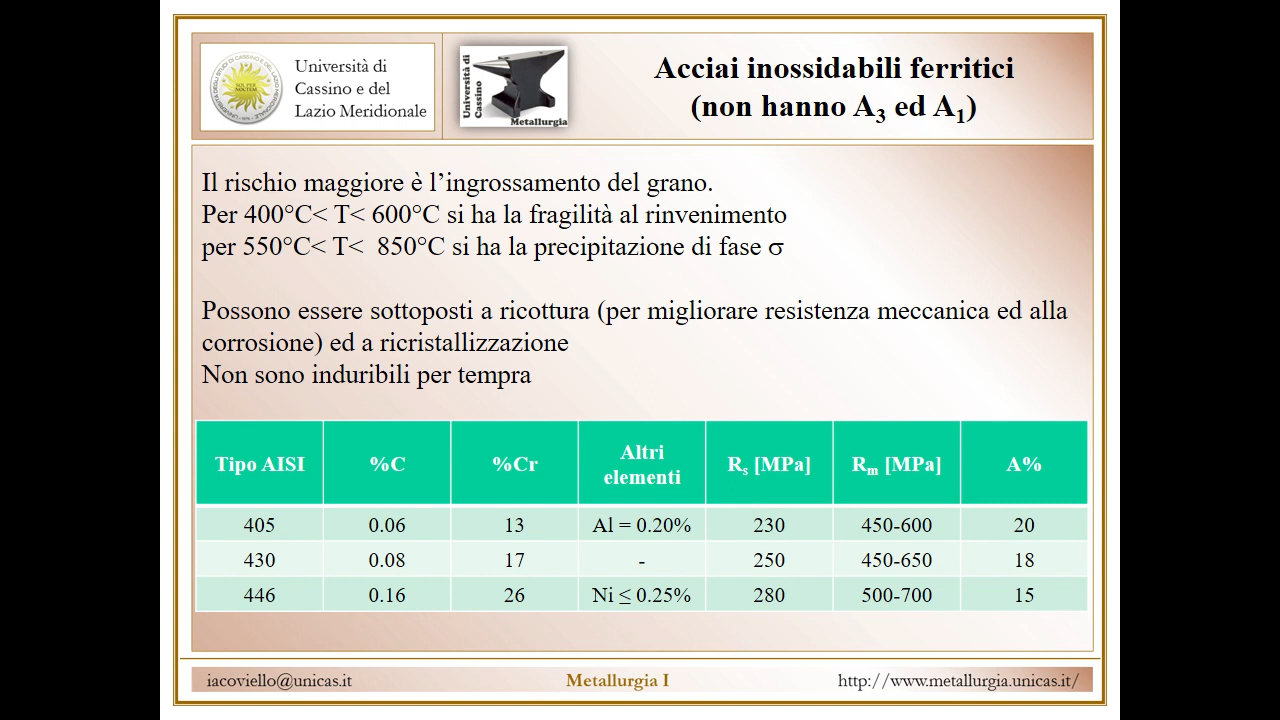 Università di
Cassino e del
Lazio Meridionale
Università di
Cassino
Metallurgia
Acciai inossidabili ferritici
(non hanno A3 ed A1)
Il rischio maggiore è l’ingrossamento del grano.
Per 400°C< T< 600°C si ha la fragilità al rinvenimento
per 550°C< T< 850°C si ha la precipitazione di fase σ
Possono essere sottoposti a ricottura (per migliorare resistenza meccanica ed alla
corrosione) ed a ricristallizzazione
Non sono induribili per tempra
Tipo AISI %C %Cr Altri elementi Rs [MPa] Rm [MPa] A%
405 0.06 13 Al = 0.20% 230 450-600 20
430 0.08 17 - 250 450-650 18
446 0.16 26 Ni ≤ 0.25% 280 500-700 15
iacoviello@unicas.it Metallurgia I http://www.metallurgia.unicas.it/